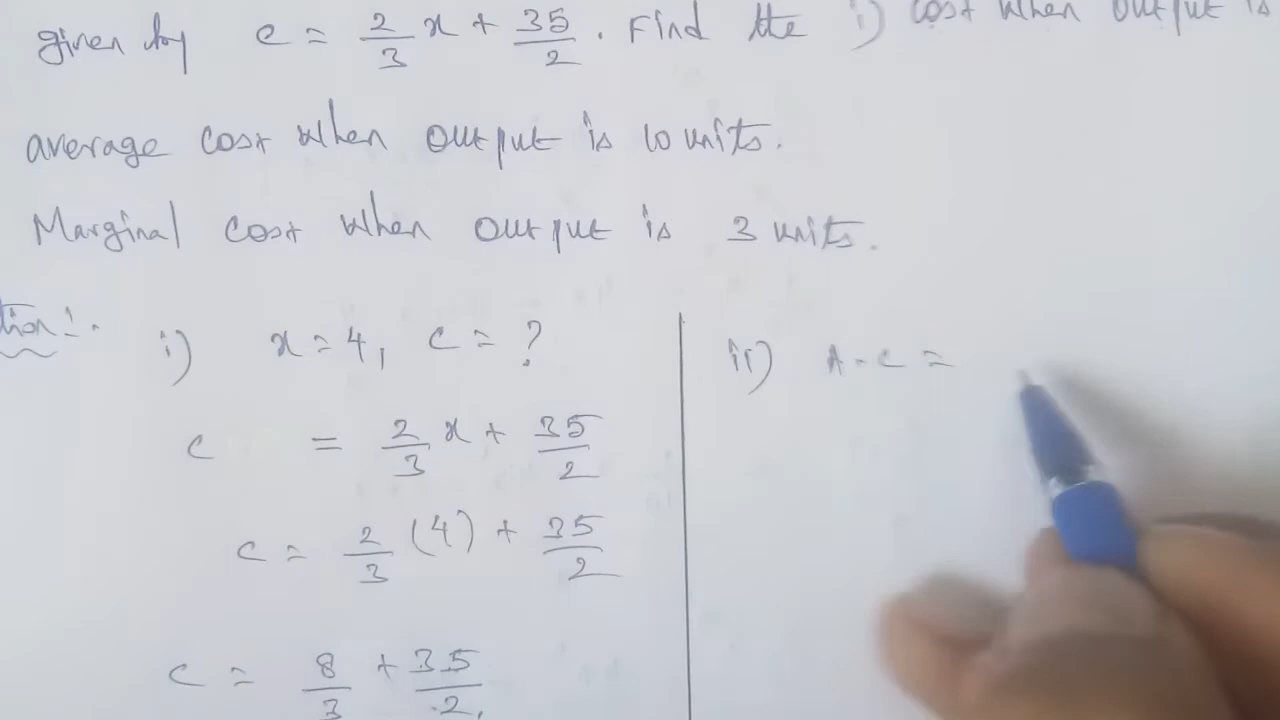 given by c = 2/3 x + 35/2 . Find the i) cost when output is
average cost when output is 10 units.
Marginal cost when output is 3 units.
tion:-
i) x = 4, c = ?
c = 2/3 x + 35/2
c = 2/3 (4) + 35/2
c = 8/3 + 35/2
ii) A.C =